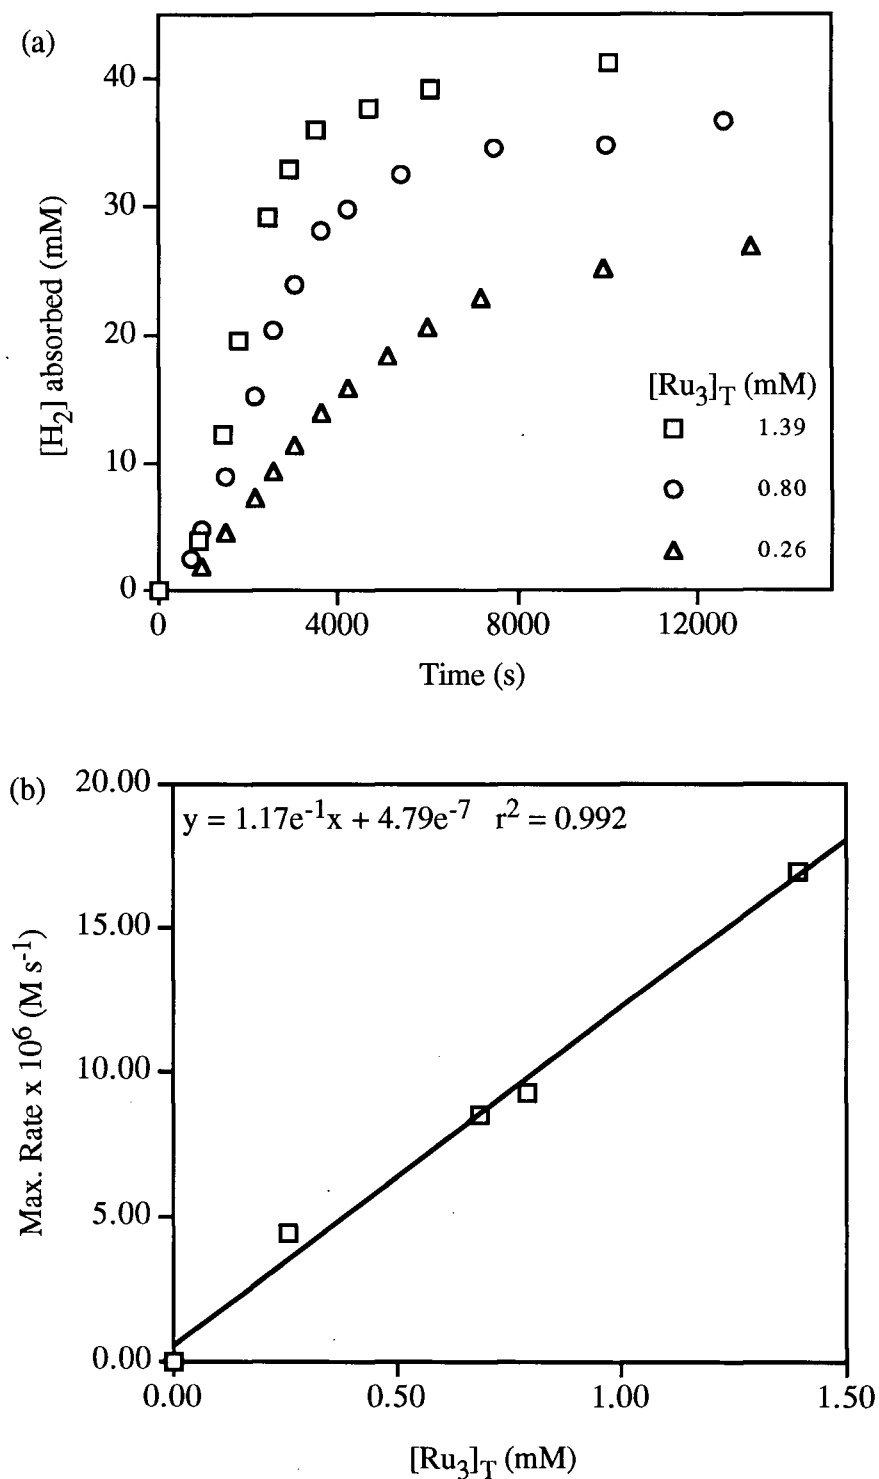 (a)
40
30
20
10
0
[H2] absorbed (mM)
[Ru3]T (mM)
1.39
0.80
0.26
0 4000 8000 12000
Time (s)
(b)
20.00
y = 1.17e-1x + 4.79e-7 r2 = 0.992
15.00
10.00
5.00
0.00
Max. Rate x 106 (M s-1)
0.00 0.50 1.00 1.50
[Ru3]T (mM)